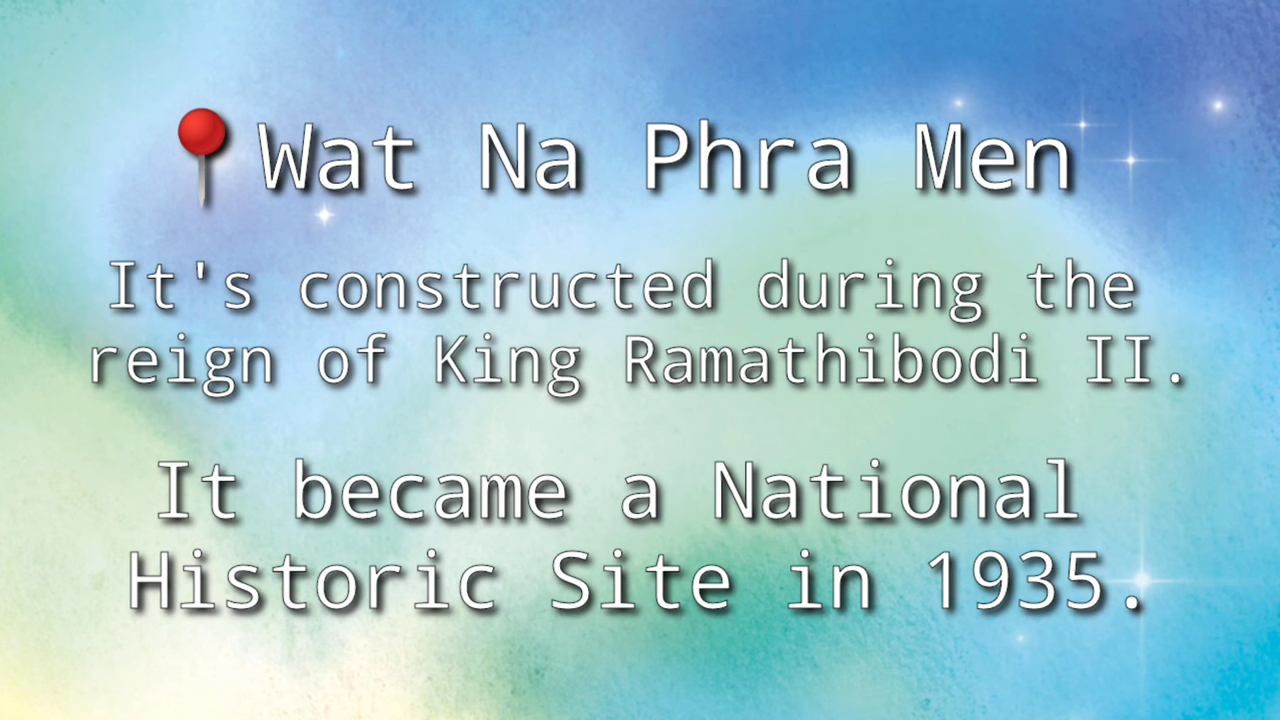 📍Wat Na Phra Men
It's constructed during the
reign of King Ramathibodi II.
It became a National
Historic Site in 1935.